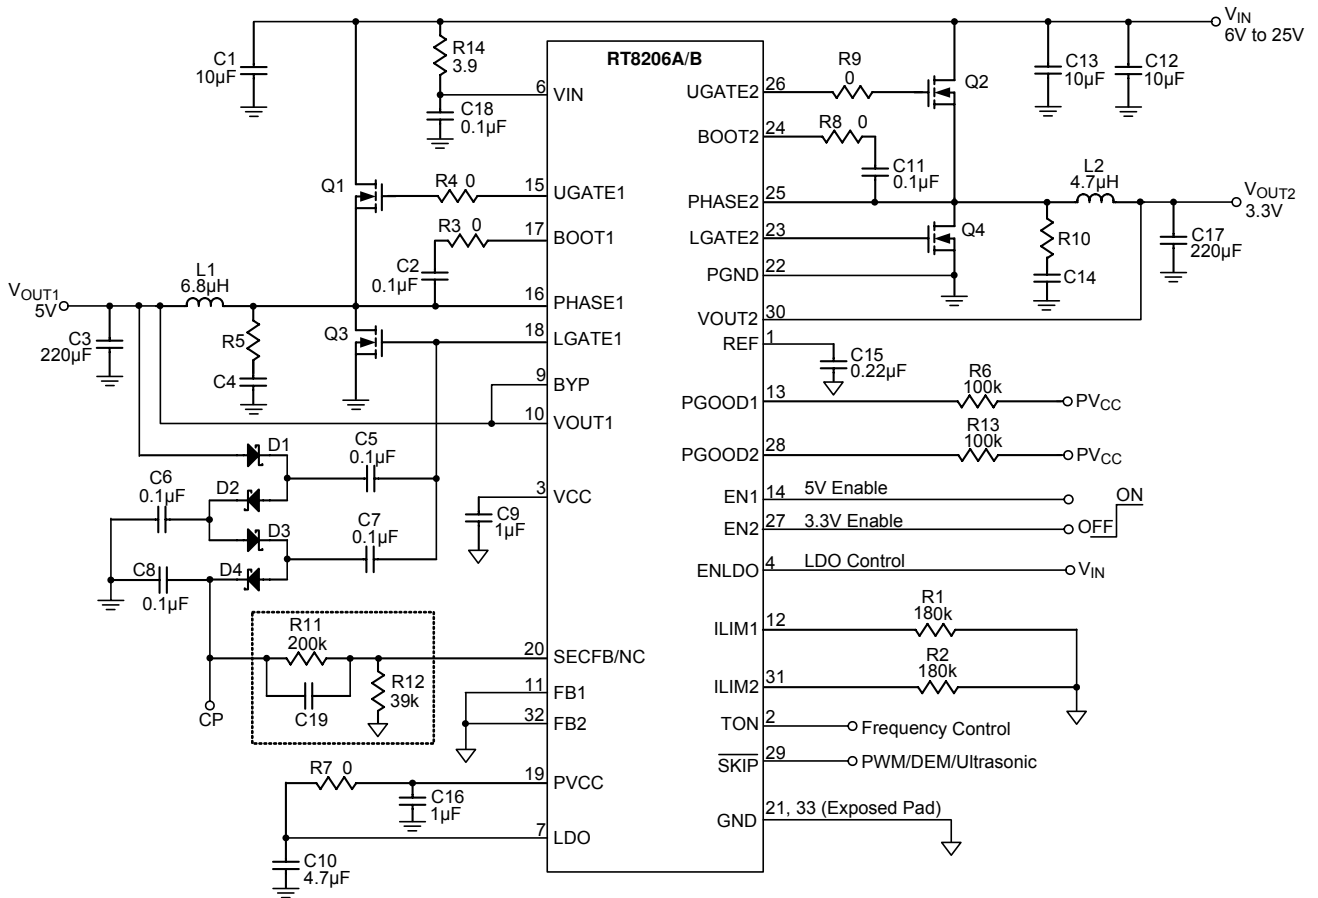 RT8206A/B
VIN
6V to 25V
C1
10µF
R14
3.9
C18
0.1µF
6 VIN
Q1
R4 0
15 UGATE1
R3 0
17 BOOT1
C2
0.1µF
VOUT1
5V
L1
6.8µH
16 PHASE1
C3
220µF
R5
C4
Q3
18 LGATE1
9 BYP
10 VOUT1
D1
C5
0.1µF
C6
0.1µF
D2
D3
C7
0.1µF
C8
0.1µF
D4
3 VCC
C9
1µF
R11
200k
C19
R12
39k
CP
20 SECFB/NC
11 FB1
32 FB2
R7 0
19 PVCC
C16
1µF
7 LDO
C10
4.7µF
UGATE2 26
R9
0
Q2
C13
10µF
C12
10µF
BOOT2 24
R8 0
C11
0.1µF
PHASE2 25
L2
4.7µH
VOUT2
3.3V
LGATE2 23
Q4
R10
C14
C17
220µF
PGND 22
VOUT2 30
REF 1
C15
0.22µF
PGOOD1 13
R6
100k
PVCC
PGOOD2 28
R13
100k
PVCC
EN1 14 5V Enable
EN2 27 3.3V Enable
OFF
ON
ENLDO 4 LDO Control
VIN
ILIM1 12
R1
180k
ILIM2 31
R2
180k
TON 2 Frequency Control
SKIP 29 PWM/DEM/Ultrasonic
GND 21, 33 (Exposed Pad)